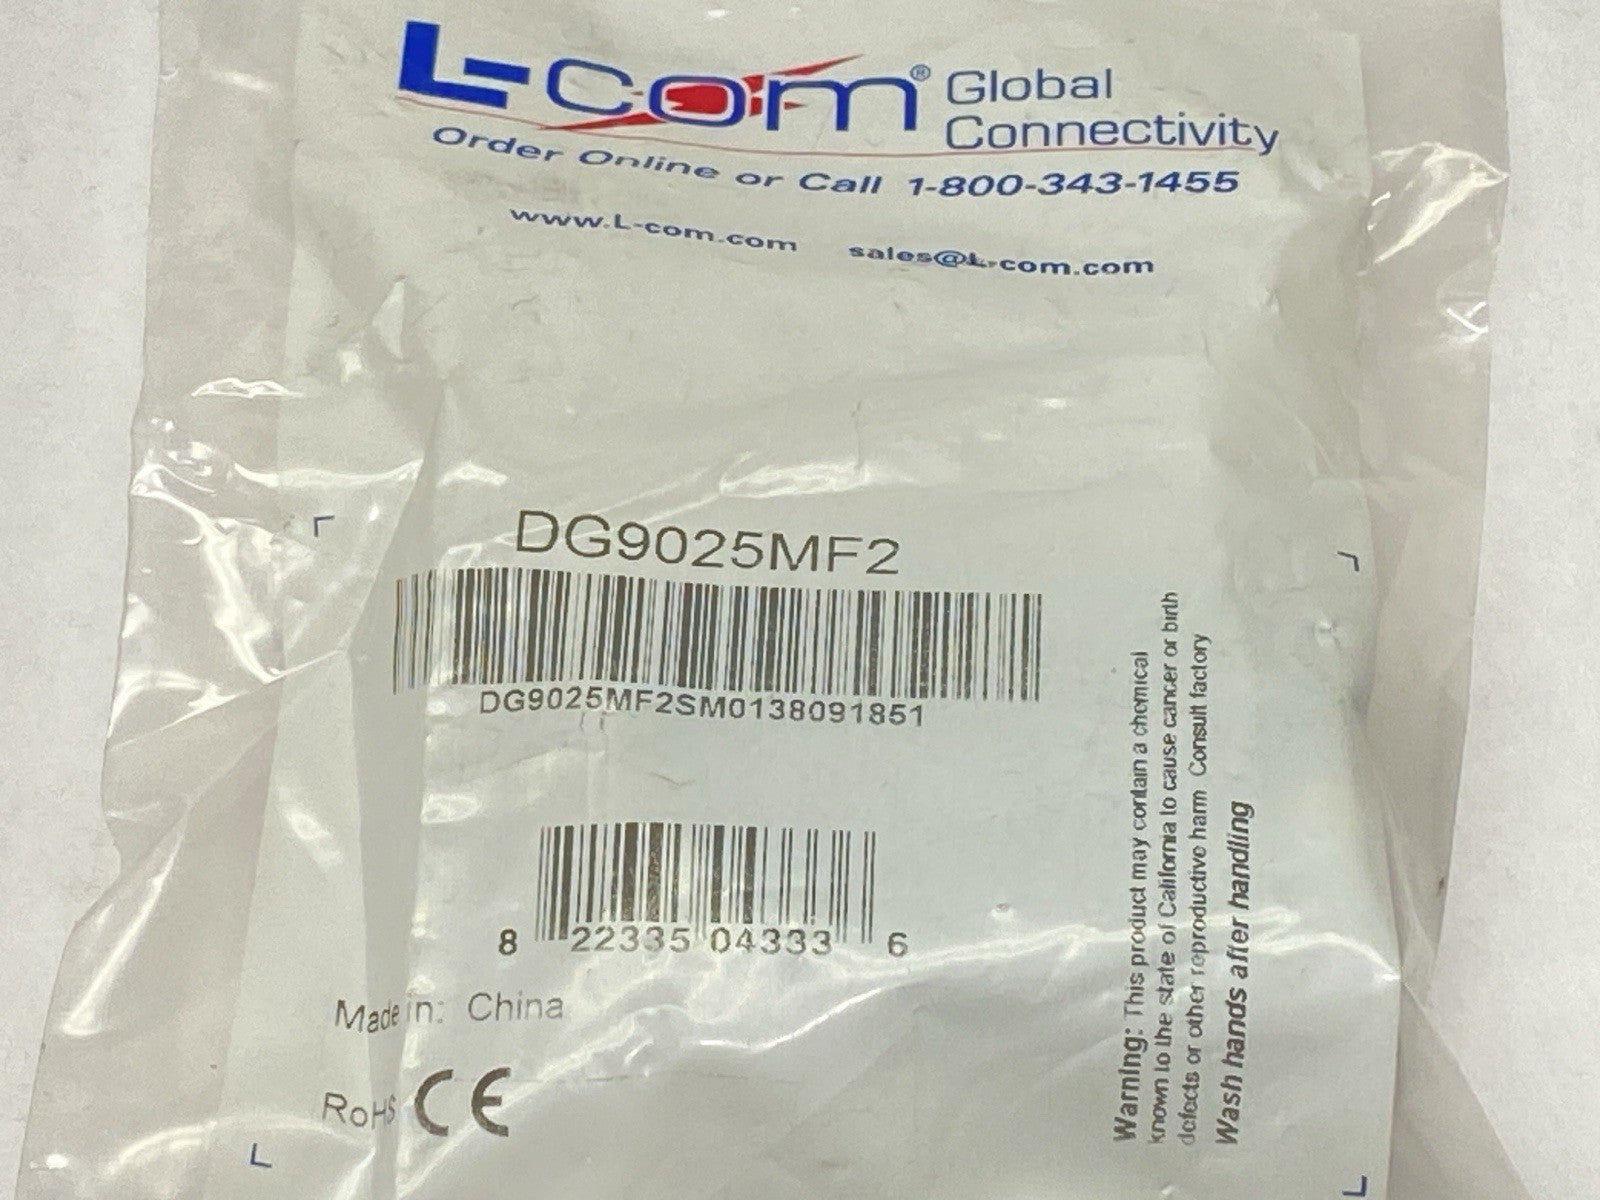 L-com® Global Connectivity
Order Online or Call 1-800-343-1455
www.L-com.com sales@L-com.com
DG9025MF2
DG9025MF2SM0138091851
8 22335 04333 6
Made in: China
RoHS CE
Warning: This product may contain a chemical
known to the state of California to cause cancer or birth
defects or other reproductive harm Consult factory
Wash hands after handling